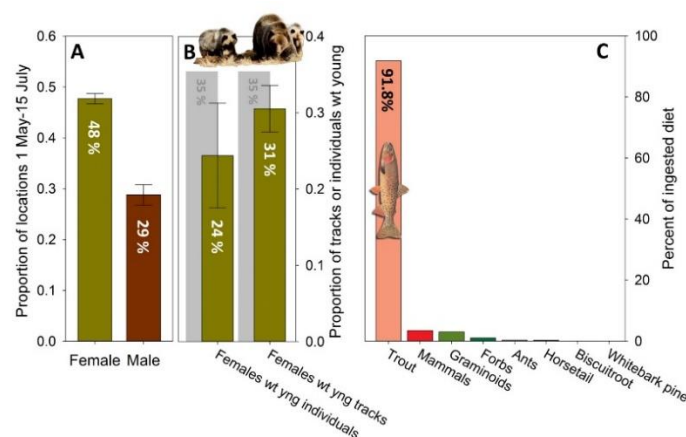 Proportion of locations 1 May-15 July
0.6
0.5
0.4
0.3
0.2
0.1
0.0
A
48 %
29 %
Female
Male
B
35 %
24 %
35 %
31 %
Females wt yng individuals
Females wt yng tracks
0.4
0.3
0.2
0.1
0.0
Proportion of tracks or individuals wt young
C
91.8%
Trout
Mammals
Graminoids
Forbs
Ants
Horsetail
Biscuitroot
Whitebark pine
100
80
60
40
20
0
Percent of ingested diet